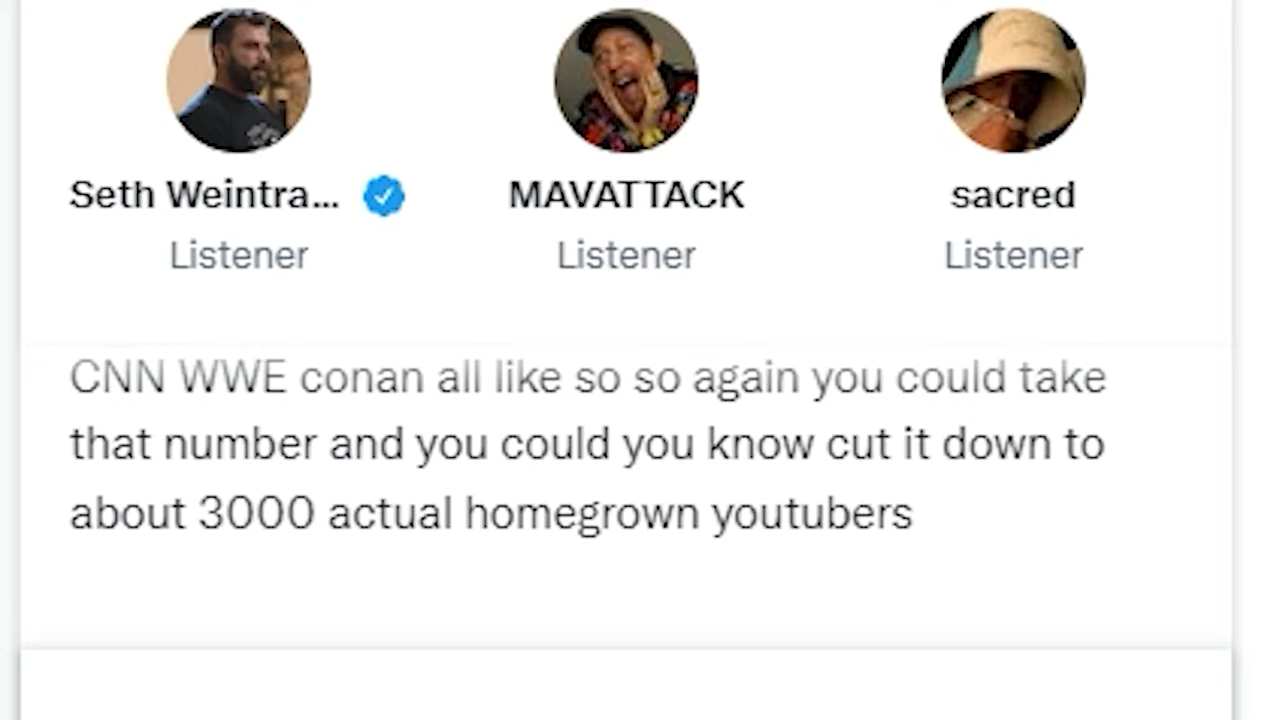 Seth Weintra...
MAVATTACK
sacred
Listener
Listener
Listener
CNN WWE conan all like so so again you could take
that number and you could you know cut it down to
about 3000 actual homegrown youtubers